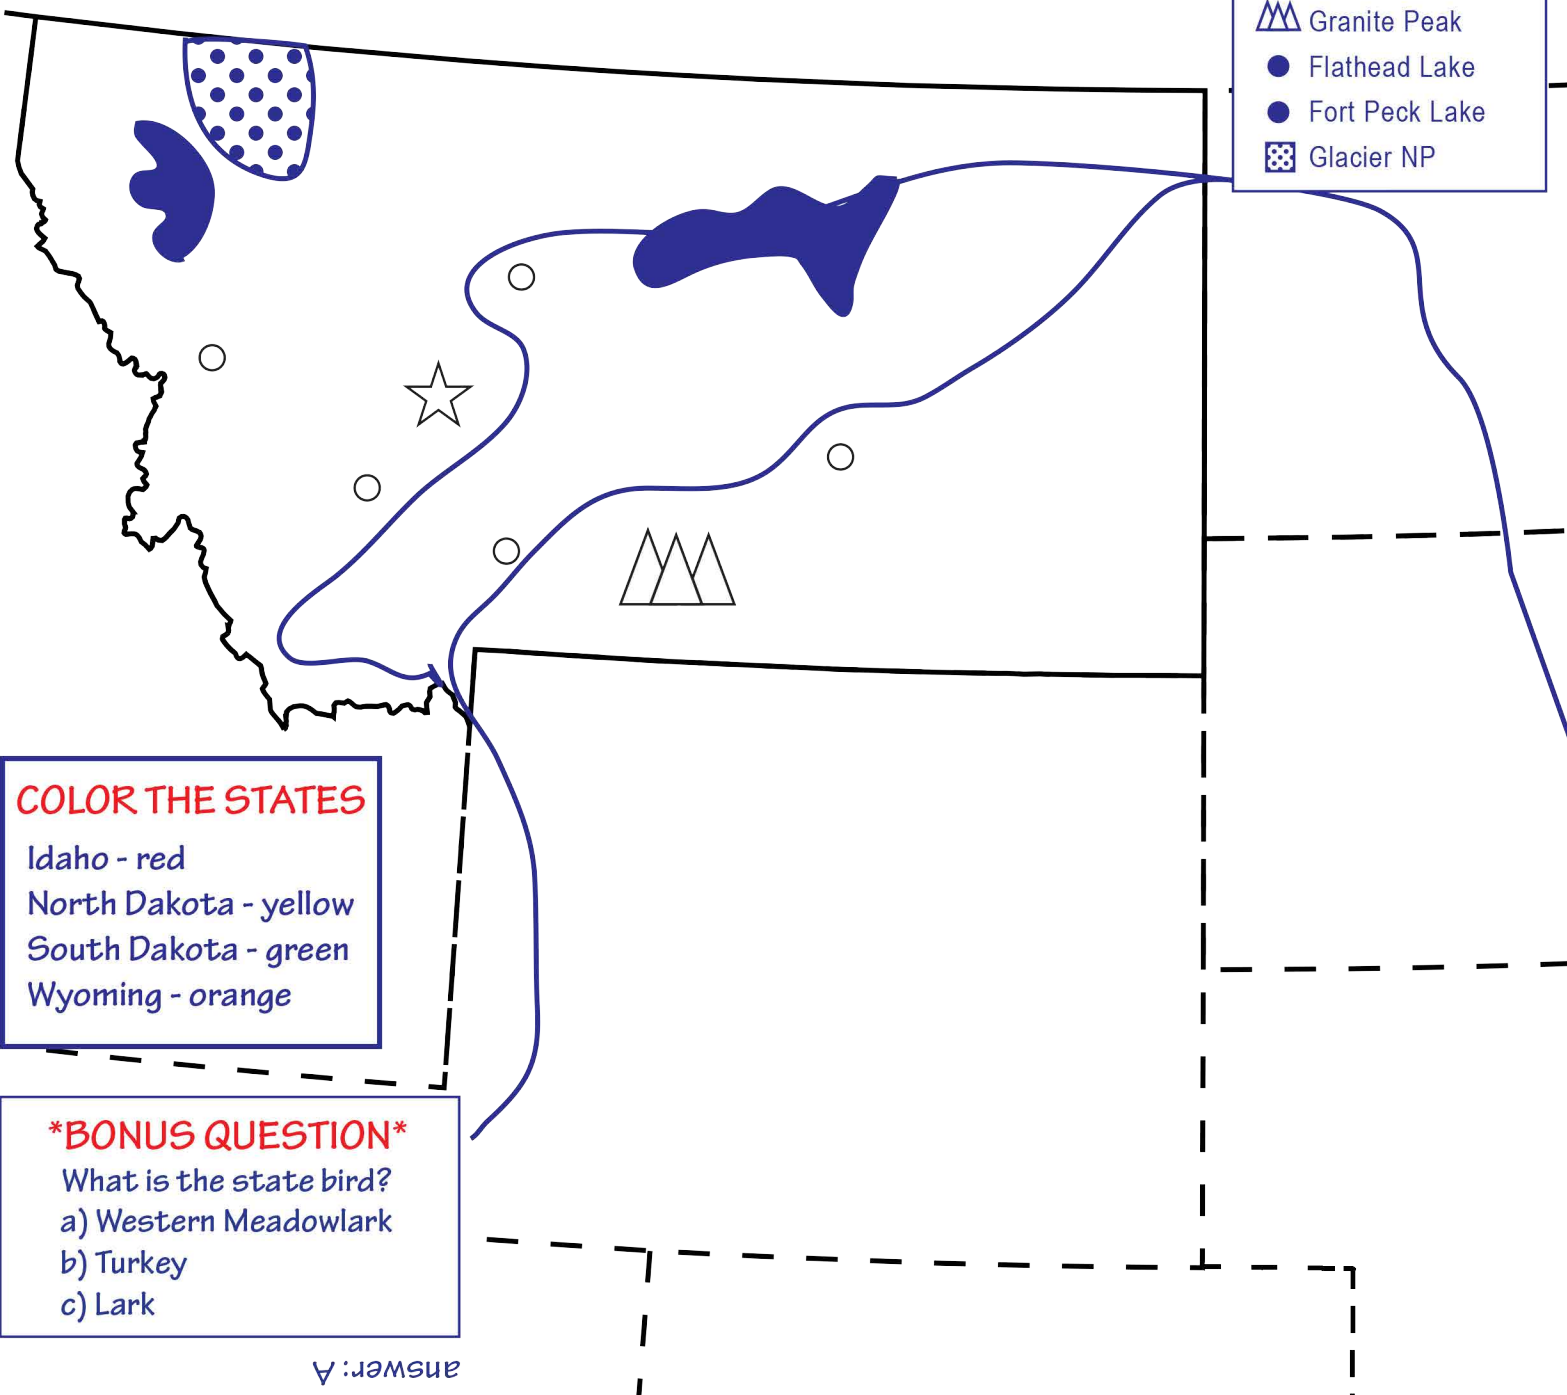 Granite Peak
Flathead Lake
Fort Peck Lake
Glacier NP
COLOR THE STATES
Idaho - red
North Dakota - yellow
South Dakota - green
Wyoming - orange
*BONUS QUESTION*
What is the state bird?
a) Western Meadowlark
b) Turkey
c) Lark
answer: A